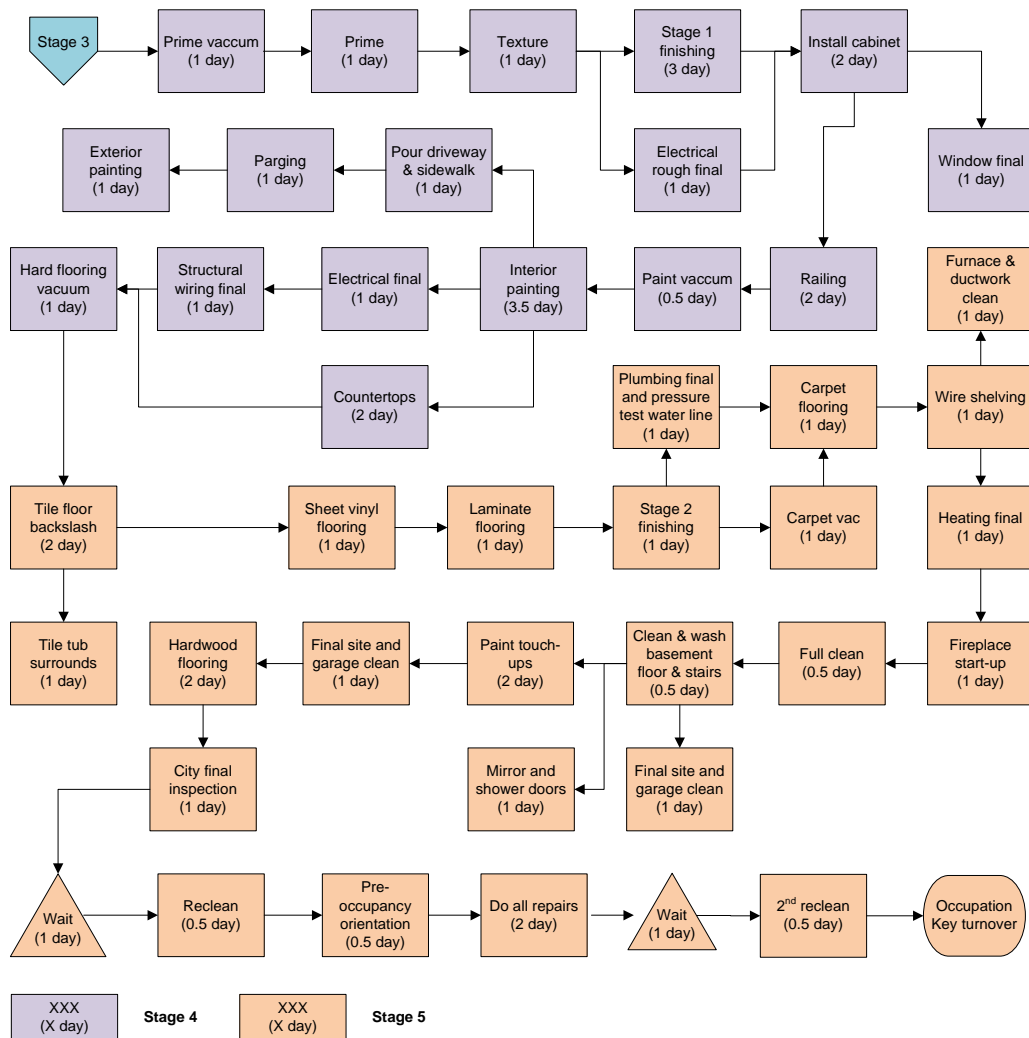 Stage 3
Prime vaccum
(1 day)
Prime
(1 day)
Texture
(1 day)
Stage 1
finishing
(3 day)
Install cabinet
(2 day)
Exterior
painting
(1 day)
Parging
(1 day)
Pour driveway
& sidewalk
(1 day)
Electrical
rough final
(1 day)
Window final
(1 day)
Hard flooring
vacuum
(1 day)
Structural
wiring final
(1 day)
Electrical final
(1 day)
Interior
painting
(3.5 day)
Paint vaccum
(0.5 day)
Railing
(2 day)
Furnace &
ductwork
clean
(1 day)
Countertops
(2 day)
Plumbing final
and pressure
test water line
(1 day)
Carpet
flooring
(1 day)
Wire shelving
(1 day)
Tile floor
backslash
(2 day)
Sheet vinyl
flooring
(1 day)
Laminate
flooring
(1 day)
Stage 2
finishing
(1 day)
Carpet vac
(1 day)
Heating final
(1 day)
Tile tub
surrounds
(1 day)
Hardwood
flooring
(2 day)
Final site and
garage clean
(1 day)
Paint touch-
ups
(2 day)
Clean & wash
basement
floor & stairs
(0.5 day)
Full clean
(0.5 day)
Fireplace
start-up
(1 day)
City final
inspection
(1 day)
Mirror and
shower doors
(1 day)
Final site and
garage clean
(1 day)
Wait
(1 day)
Reclean
(0.5 day)
Pre-
occupancy
orientation
(0.5 day)
Do all repairs
(2 day)
Wait
(1 day)
2nd reclean
(0.5 day)
Occupation
Key turnover
XXX
(X day)
Stage 4
XXX
(X day)
Stage 5